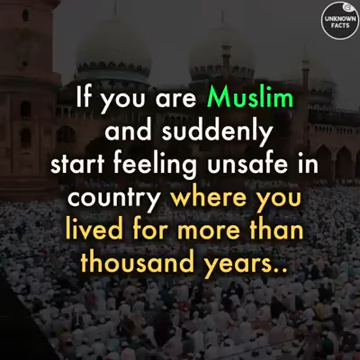 UNKNOWN
FACTS
If you are Muslim
and suddenly
start feeling unsafe in
country where you
lived for more than
thousand years..